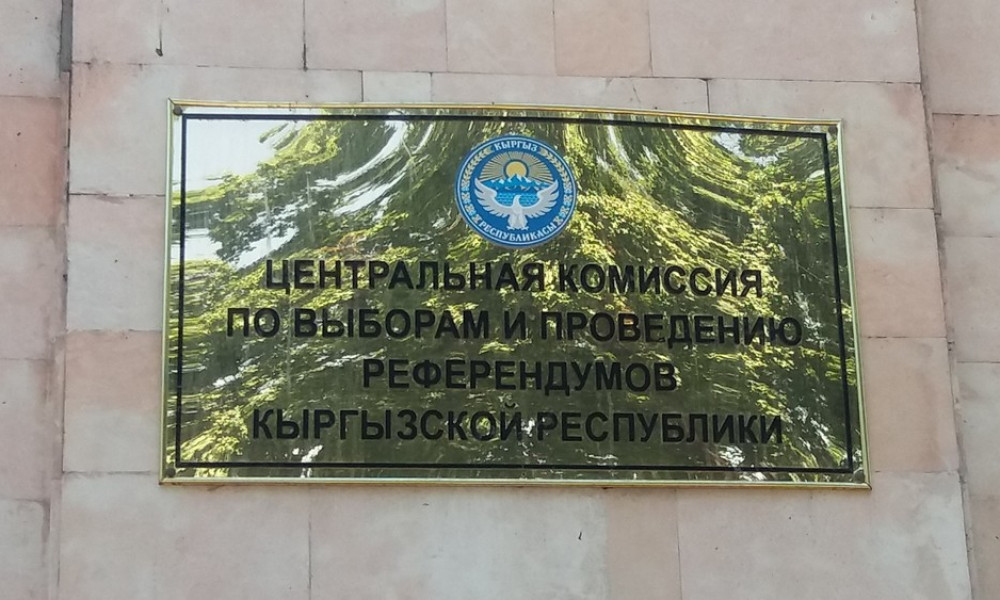 КЫРГЫЗ
РЕСПУБЛИКАСЫ
ЦЕНТРАЛЬНАЯ КОМИССИЯ
ПО ВЫБОРАМ И ПРОВЕДЕНИЮ
РЕФЕРЕНДУМОВ
КЫРГЫЗСКОЙ РЕСПУБЛИКИ